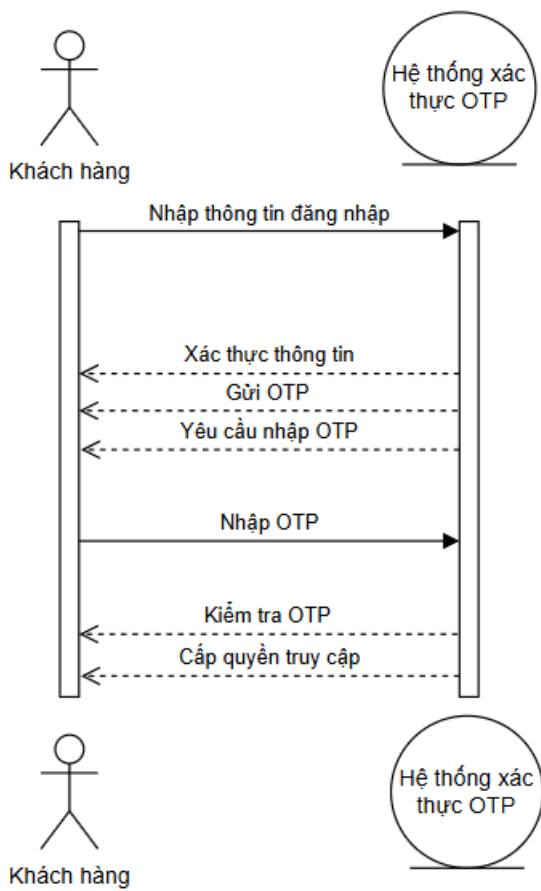 Hệ thống xác
thực OTP
Khách hàng
Nhập thông tin đăng nhập
Xác thực thông tin
Gửi OTP
Yêu cầu nhập OTP
Nhập OTP
Kiểm tra OTP
Cấp quyền truy cập
Hệ thống xác
thực OTP
Khách hàng